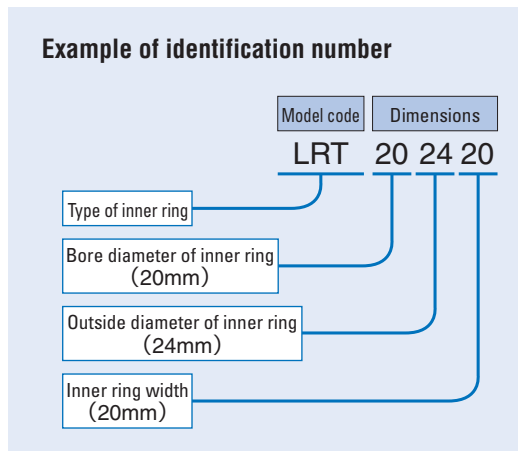 Example of identification number
Model code Dimensions
LRT 20 24 20
Type of inner ring
Bore diameter of inner ring
（20mm）
Outside diameter of inner ring
（24mm）
Inner ring width
（20mm）